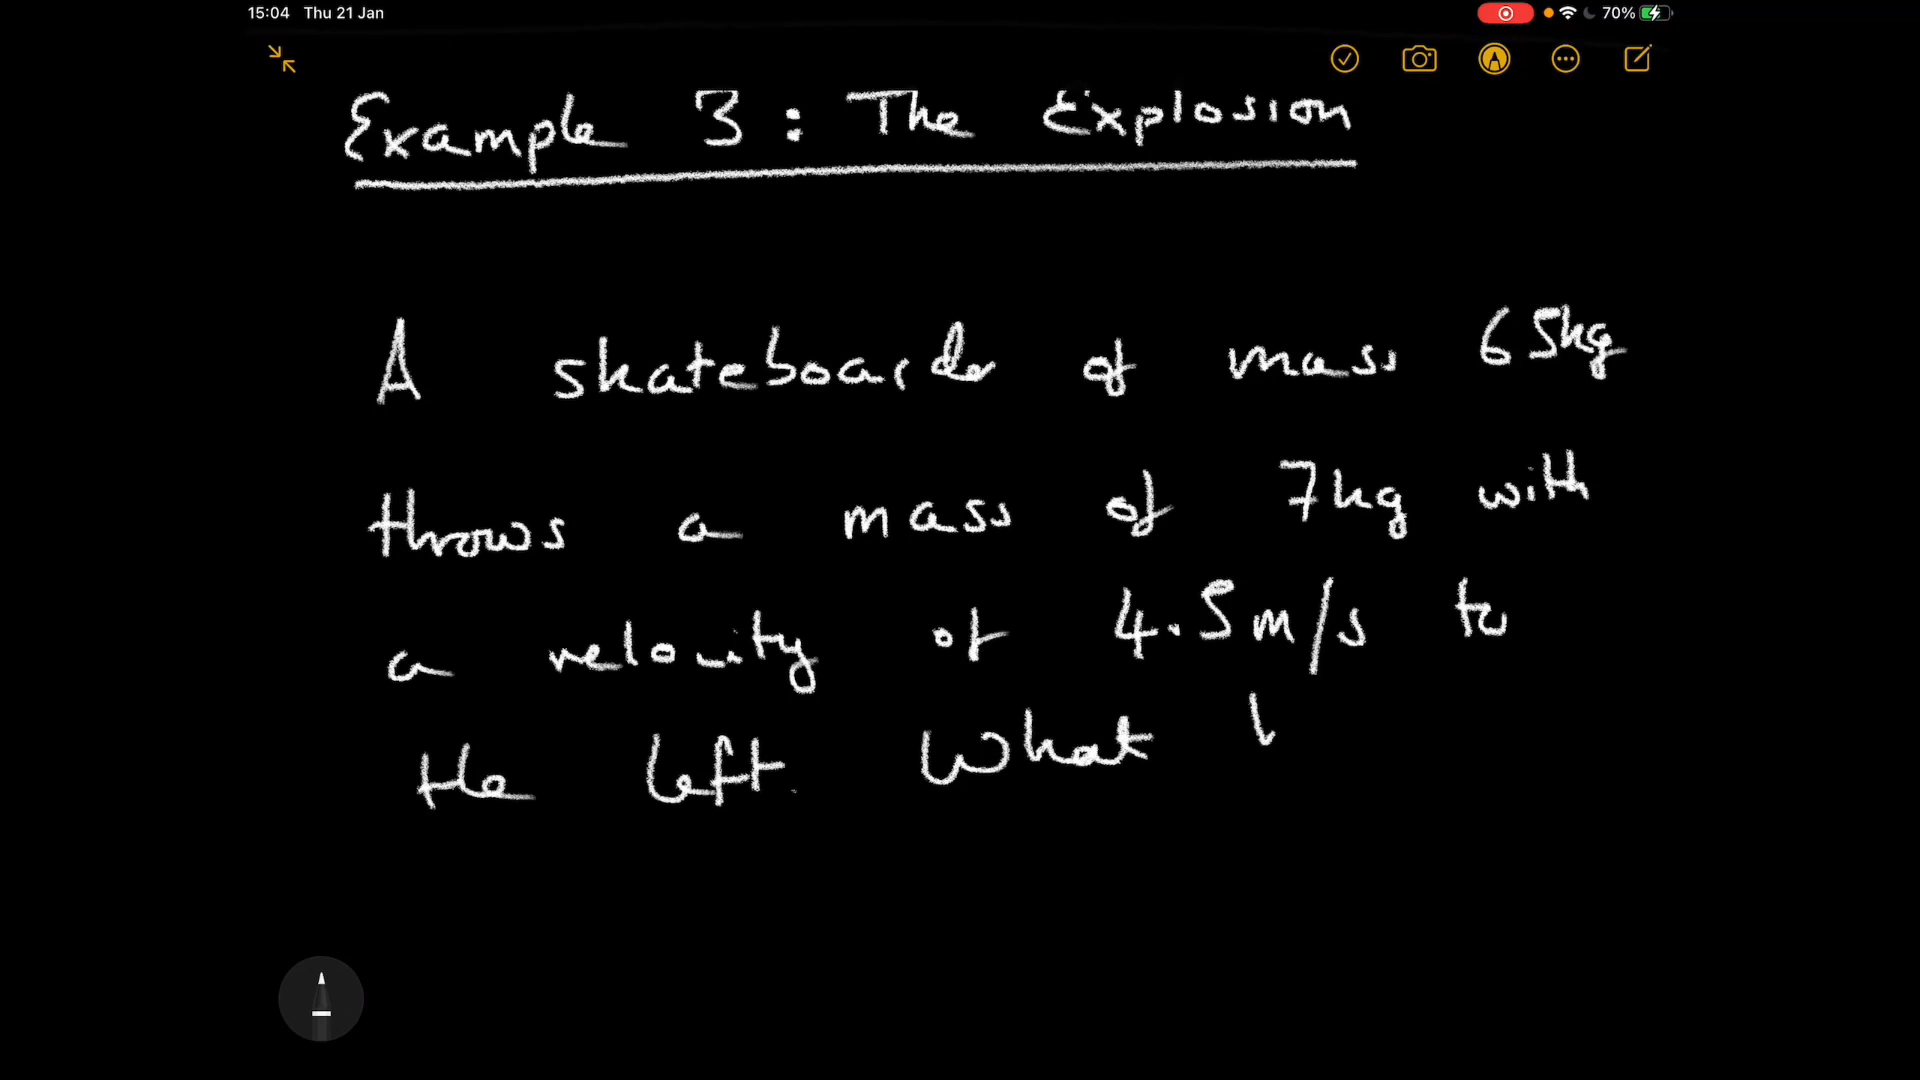 15:04 Thu 21 Jan 70%
Example 3 : The Explosion
A skateboarder of mass 65kg
throws a mass of 7kg with
a velocity of 4.5m/s to
the left. What